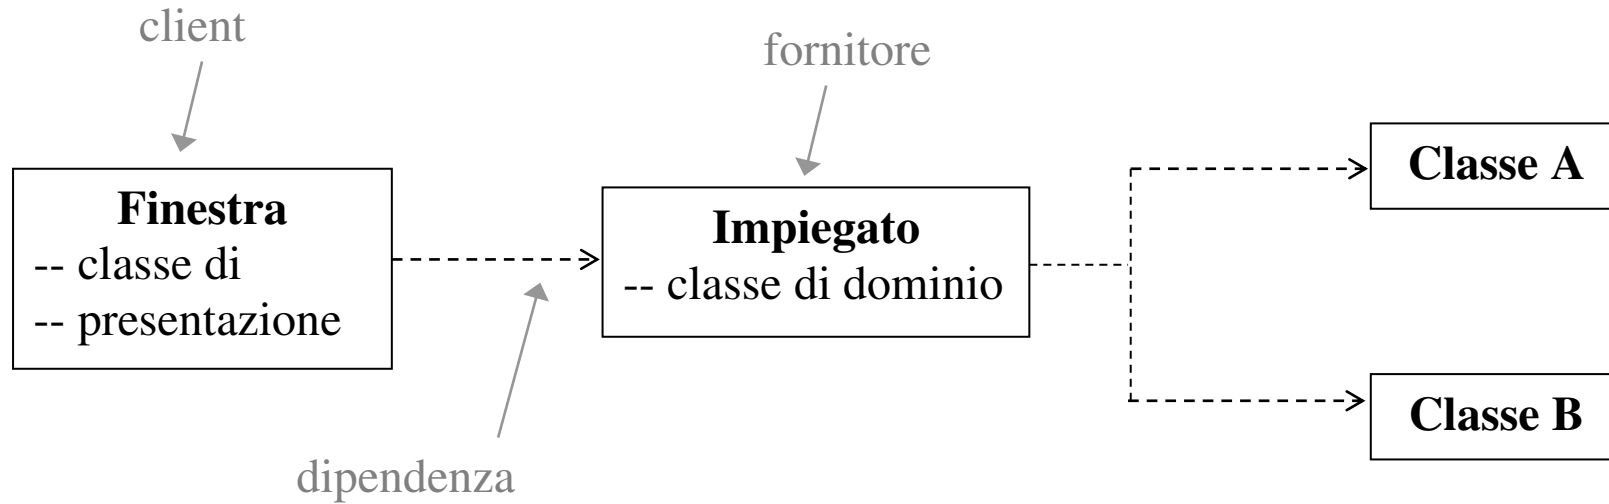 client
fornitore
Finestra
-- classe di
-- presentazione
Impiegato
-- classe di dominio
Classe A
Classe B
dipendenza